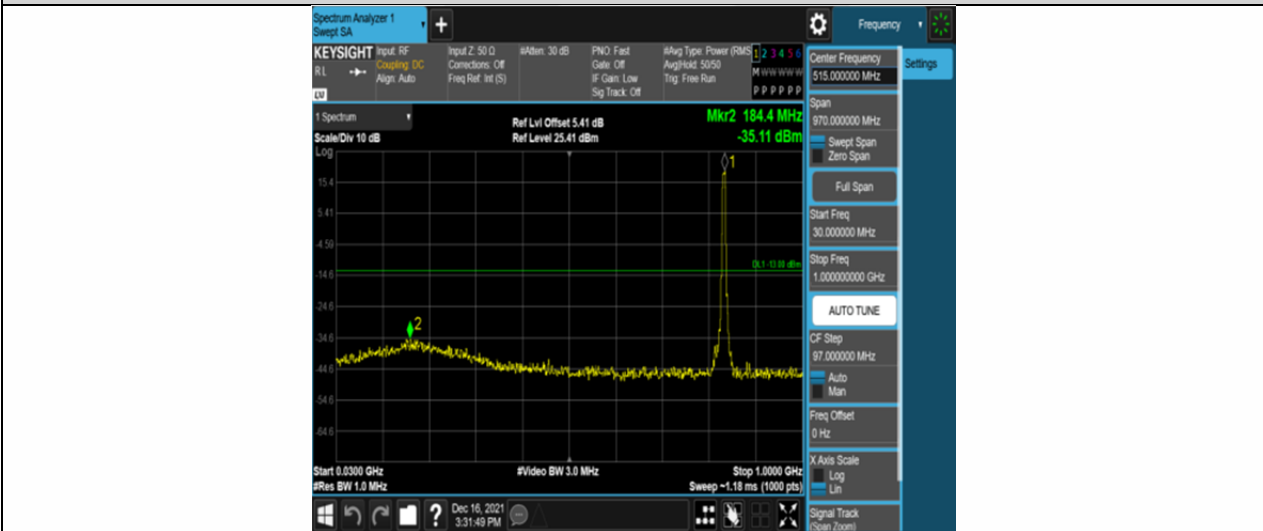 Spectrum Analyzer 1
Swept SA
+
Frequency
KEYSIGHT
RL
Input: RF
Coupling: DC
Align: Auto
Input Z: 50 Ω
Corrections: Off
Freq Ref: Int (S)
#Atten: 30 dB
PNO: Fast
Gate: Off
IF Gain: Low
Sig Track: Off
#Avg Type: Power (RMS
Avg|Hold: 50/50
Trig: Free Run
1 2 3 4 5 6
M W W W W W
P P P P P P
Center Frequency
515.000000 MHz
Settings
Span
970.000000 MHz
Swept Span
Zero Span
Full Span
Start Freq
30.000000 MHz
Stop Freq
1.000000000 GHz
AUTO TUNE
CF Step
97.000000 MHz
Auto
Man
Freq Offset
0 Hz
X Axis Scale
Log
Lin
Signal Track
(Span Zoom)
1 Spectrum
Scale/Div 10 dB
Log
Ref Lvl Offset 5.41 dB
Ref Level 25.41 dBm
Mkr2 184.4 MHz
-35.11 dBm
1
15.4
5.41
-4.59
DL1 -13.00 dBm
-14.6
-24.6
2
-34.6
-44.6
-54.6
-64.6
Start 0.0300 GHz
#Video BW 3.0 MHz
Stop 1.0000 GHz
#Res BW 1.0 MHz
Sweep ~1.18 ms (1000 pts)
?
Dec 16, 2021
3:31:49 PM